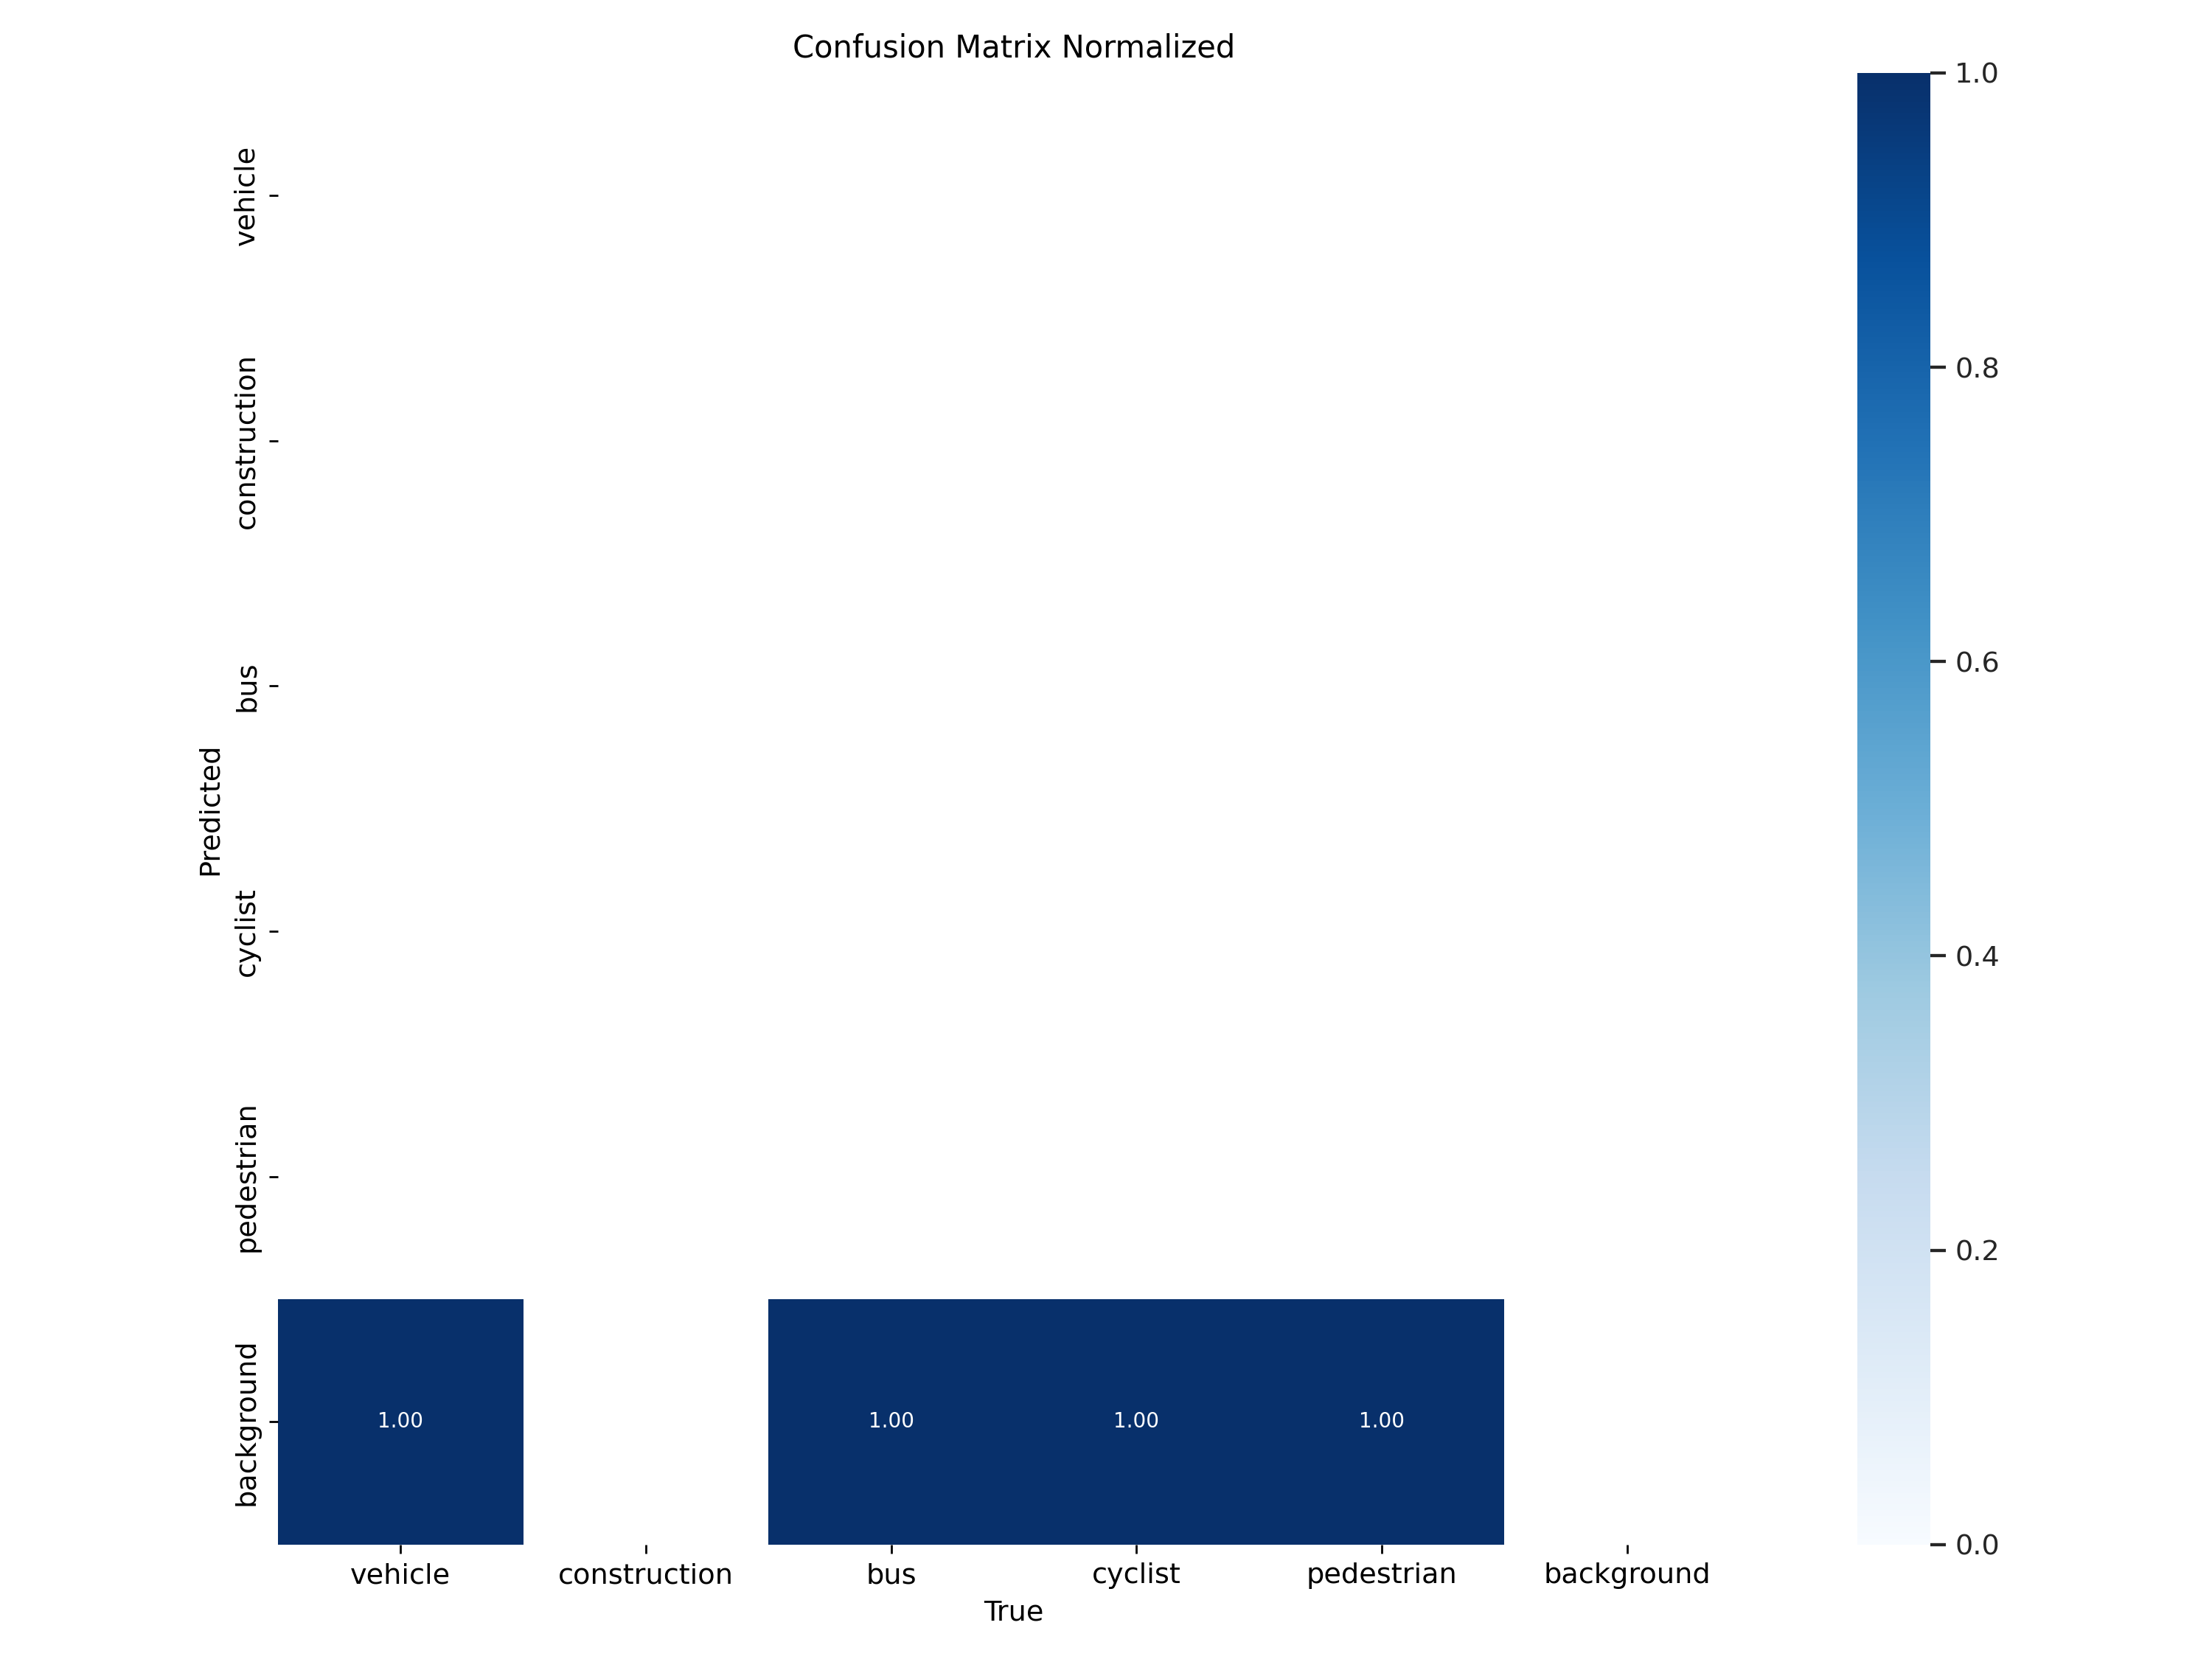 Confusion Matrix Normalized
1.0
0.8
0.6
0.4
0.2
0.0
Predicted
vehicle
construction
bus
cyclist
pedestrian
background
1.00
1.00
1.00
1.00
vehicle construction bus cyclist pedestrian background
True